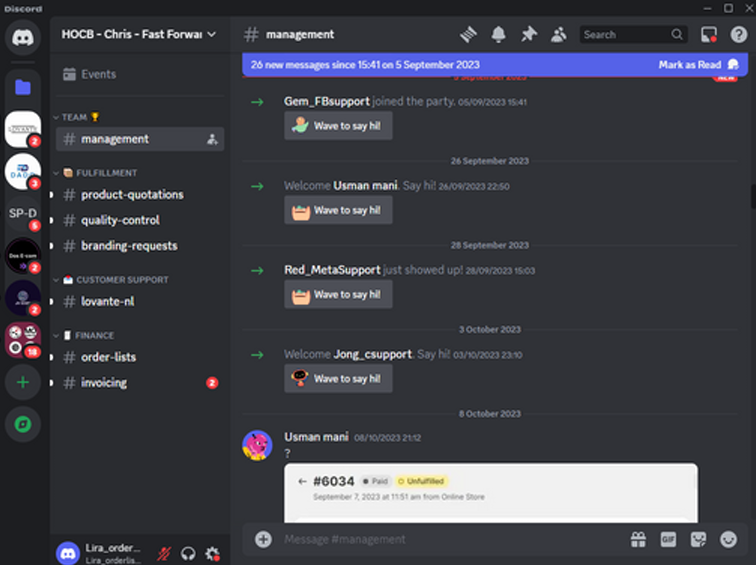 Discord
HOCB - Chris - Fast Forwar
# management
Search
Events
26 new messages since 15:41 on 5 September 2023
Mark as Read
5 September 2023
NEW
TEAM 🏆
# management
FULFILLMENT
# product-quotations
# quality-control
# branding-requests
CUSTOMER SUPPORT
# lovante-nl
FINANCE
# order-lists
# invoicing
2
2
3
SP-D
5
2
2
18
Gem_FBsupport joined the party. 05/09/2023 15:41
Wave to say hi!
26 September 2023
Welcome Usman mani. Say hi! 26/09/2023 22:50
Wave to say hi!
28 September 2023
Red_MetaSupport just showed up! 28/09/2023 15:03
Wave to say hi!
3 October 2023
Welcome Jong_csupport. Say hi! 03/10/2023 23:10
Wave to say hi!
8 October 2023
Usman mani 08/10/2023 21:12
?
← #6034 Paid Unfulfilled
September 7, 2023 at 11:51 am from Online Store
Message #management
GIF
Lira_order...
Lira_orderlis...